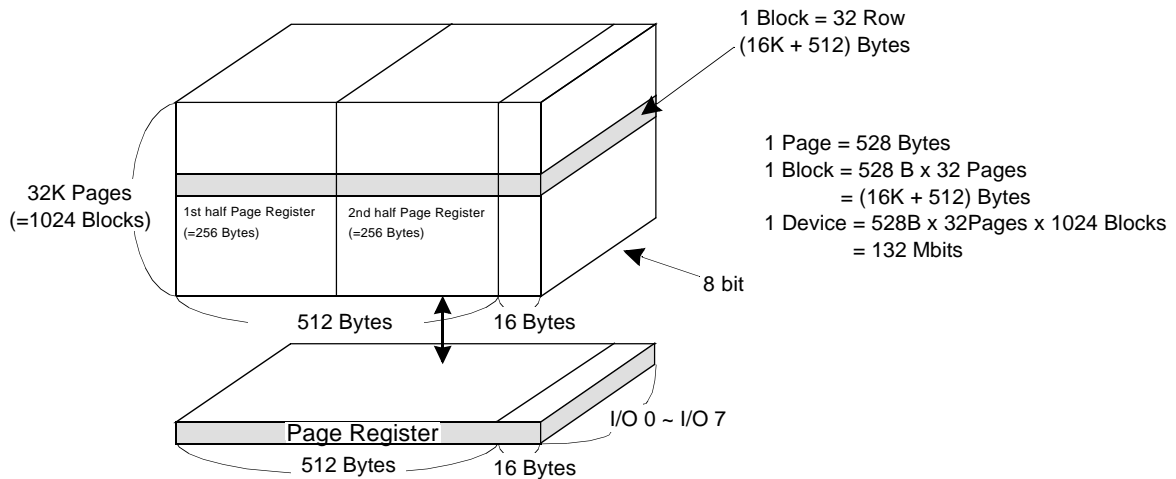 1 Block = 32 Row
(16K + 512) Bytes
1 Page = 528 Bytes
1 Block = 528 B x 32 Pages
= (16K + 512) Bytes
1 Device = 528B x 32Pages x 1024 Blocks
= 132 Mbits
32K Pages
(=1024 Blocks)
1st half Page Register
(=256 Bytes)
2nd half Page Register
(=256 Bytes)
8 bit
512 Bytes
16 Bytes
I/O 0 ~ I/O 7
Page Register
512 Bytes
16 Bytes